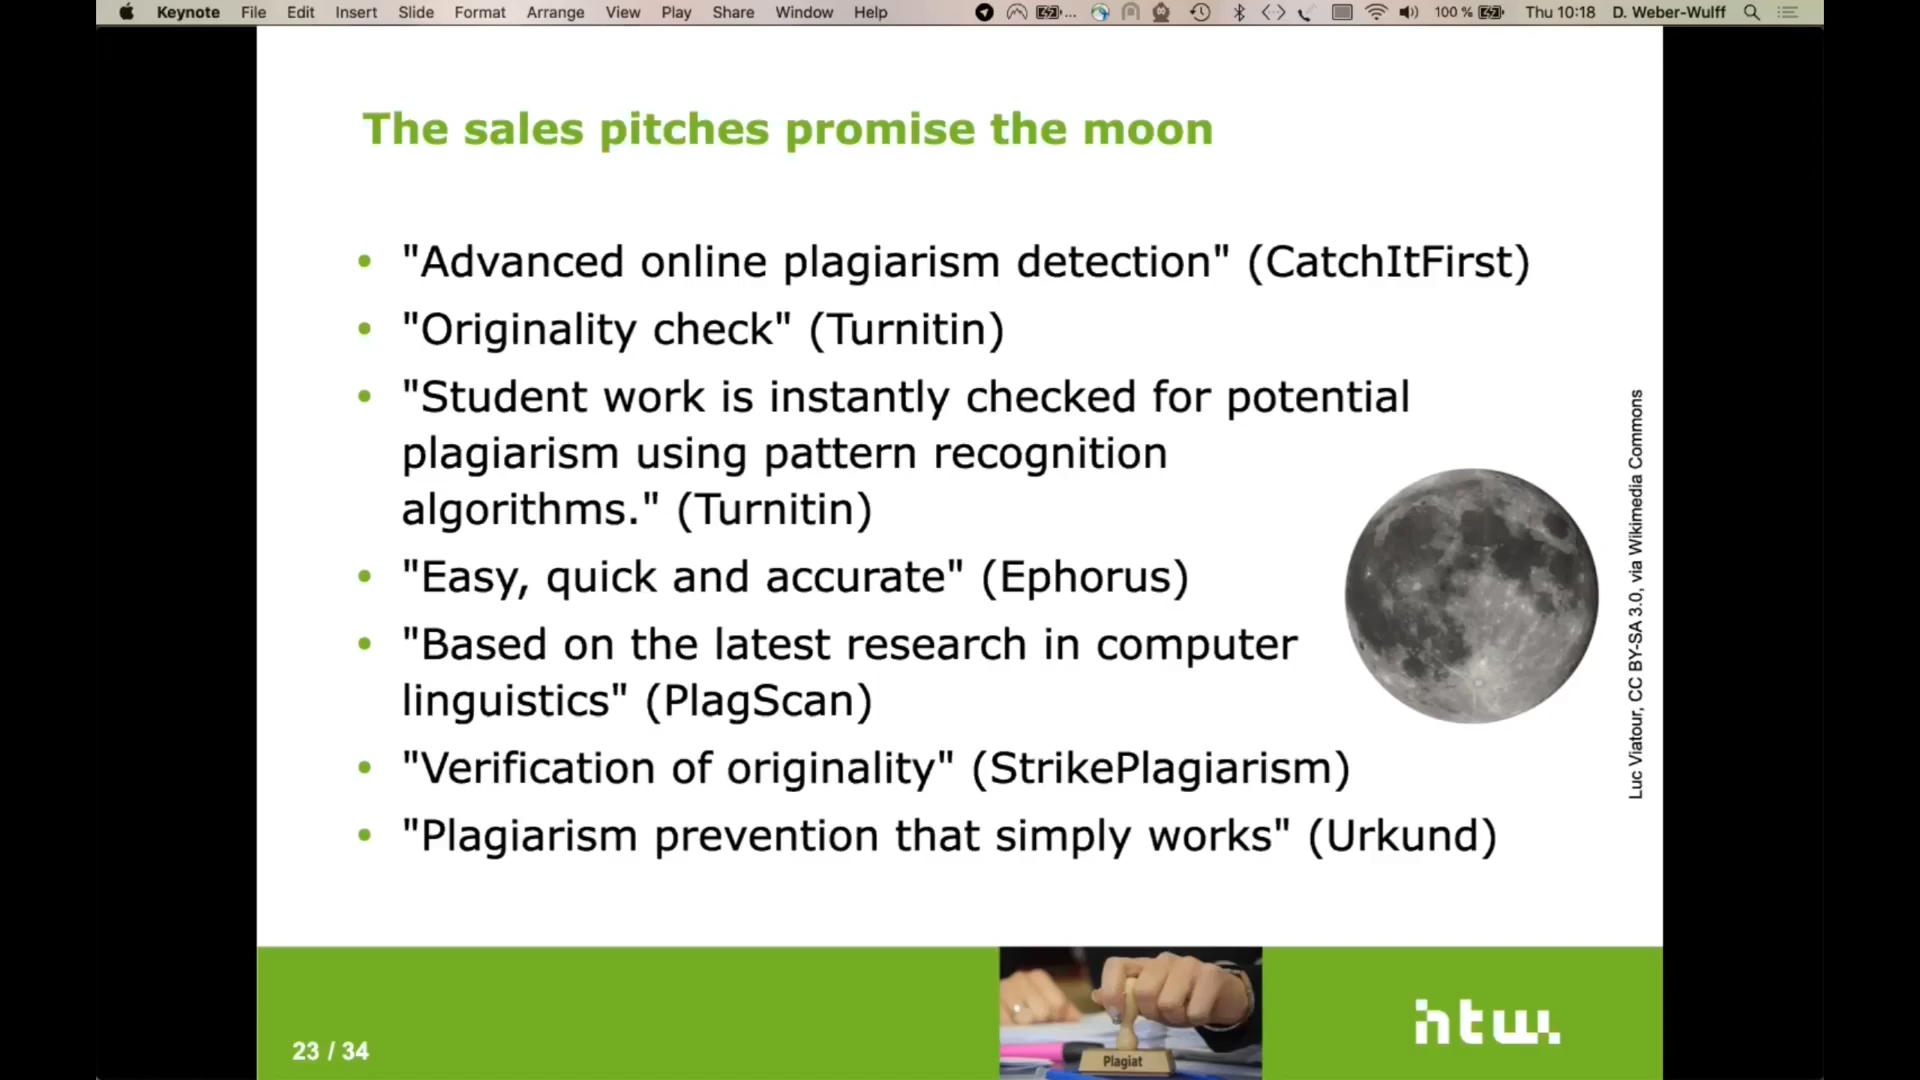 Keynote File Edit Insert Slide Format Arrange View Play Share Window Help 100 % Thu 10:18 D. Weber-Wulff
The sales pitches promise the moon
• "Advanced online plagiarism detection" (CatchItFirst)
• "Originality check" (Turnitin)
• "Student work is instantly checked for potential
plagiarism using pattern recognition
algorithms." (Turnitin)
• "Easy, quick and accurate" (Ephorus)
• "Based on the latest research in computer
linguistics" (PlagScan)
• "Verification of originality" (StrikePlagiarism)
• "Plagiarism prevention that simply works" (Urkund)
Luc Viatour, CC BY-SA 3.0, via Wikimedia Commons
23 / 34
Plagiat
htw.